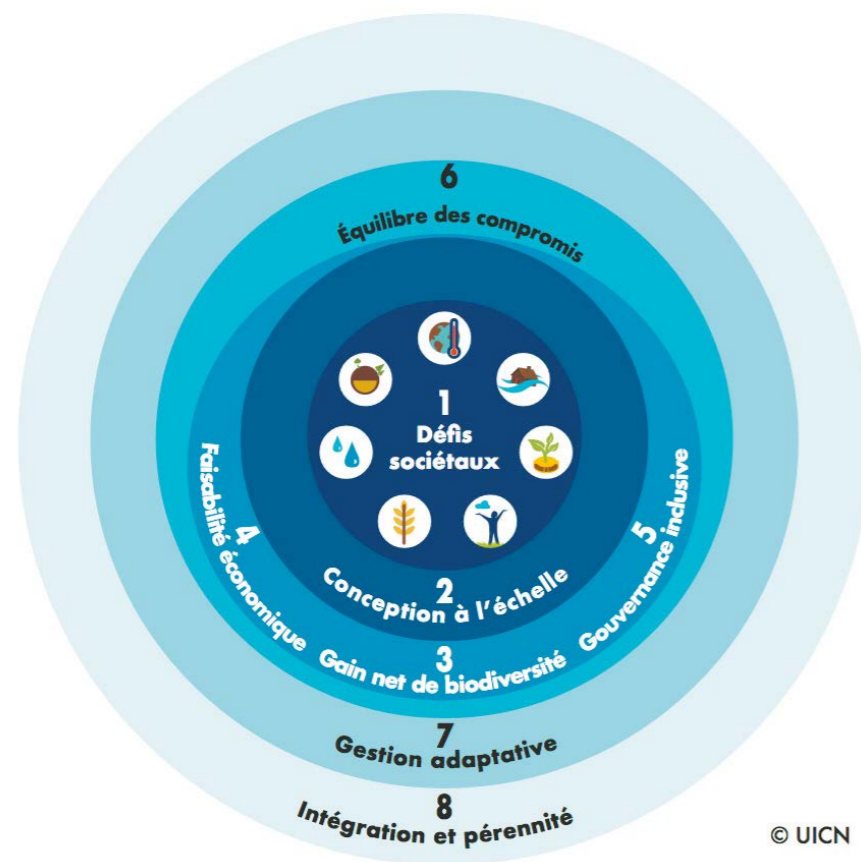 6
Équilibre des compromis
1
Défis
sociétaux
2
Conception à l'échelle
3
Gain net de biodiversité
4
Faisabilité économique
5
Gouvernance inclusive
7
Gestion adaptative
8
Intégration et pérennité
© UICN